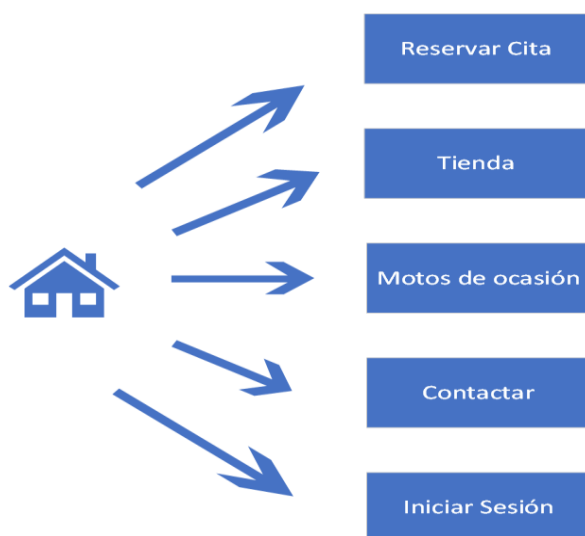 Reservar Cita
Tienda
Motos de ocasión
Contactar
Iniciar Sesión